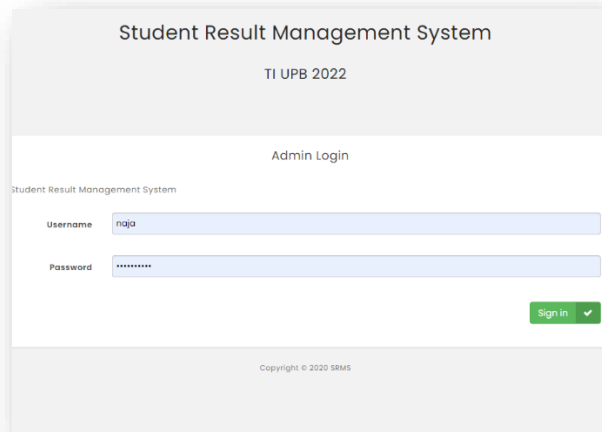 Student Result Management System
TI UPB 2022
Admin Login
Student Result Management System
Username naja
Password ••••••••••
Sign in ✔
Copyright © 2020 SRMS